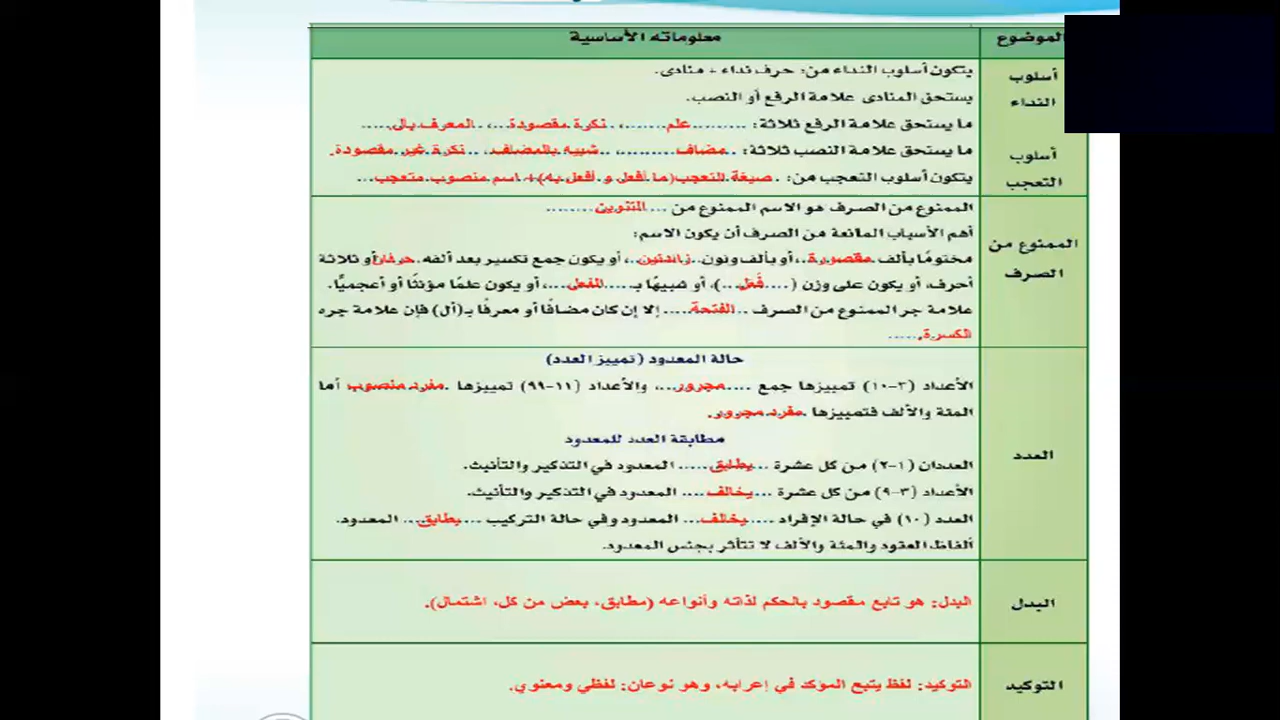 الموضوع
معلوماته الأساسية
أسلوب النداء
يتكون أسلوب النداء من: حرف نداء + منادى.
يستحق المنادى علامة الرفع أو النصب.
ما يستحق علامة الرفع ثلاثة: .........علم......، .نكرة مقصودة..، .المعرف بأل.....
ما يستحق علامة النصب ثلاثة: ..مضاف.........، ..شبيه بالمضاف، ..نكرة غير مقصودة.
أسلوب التعجب
يتكون أسلوب التعجب من: .صيغة التعجب(ما أفعل و أفعل به)+ اسم منصوب متعجب...
الممنوع من الصرف
الممنوع من الصرف هو الاسم الممنوع من ...التنوين........
أهم الأسباب المانعة من الصرف أن يكون الاسم:
مختومًا بألف مقصورة..، أو بألف ونون..زائدتين..، أو يكون جمع تكسير بعد ألفه.حرفان أو ثلاثة
أحرف، أو يكون على وزن (....فُعَل...)، أو شبيهًا بـ.....للفعل...، أو يكون علمًا مؤنثًا أو أعجميًّا.
علامة جر الممنوع من الصرف ..الفتحة.... إلا إن كان مضافًا أو معرفًا بـ(أل) فإن علامة جره
الكسرة......
العدد
حالة المعدود (تمييز العدد)
الأعداد (٣-١٠) تمييزها جمع ....مجرور...، والأعداد (١١-٩٩) تمييزها .مفرد منصوب أما
المئة والألف فتمييزها .مفرد مجرور.
مطابقة العدد للمعدود
العددان (١-٢) من كل عشرة ...يطابق..... المعدود في التذكير والتأنيث.
الأعداد (٣-٩) من كل عشرة ...يخالف.... المعدود في التذكير والتأنيث.
العدد (١٠) في حالة الإفراد ....يخالف... المعدود وفي حالة التركيب ...يطابق... المعدود.
ألفاظ العقود والمئة والألف لا تتأثر بجنس المعدود.
البدل
البدل: هو تابع مقصود بالحكم لذاته وأنواعه (مطابق، بعض من كل، اشتمال).
التوكيد
التوكيد: لفظ يتبع المؤكد في إعرابه، وهو نوعان: لفظي ومعنوي.